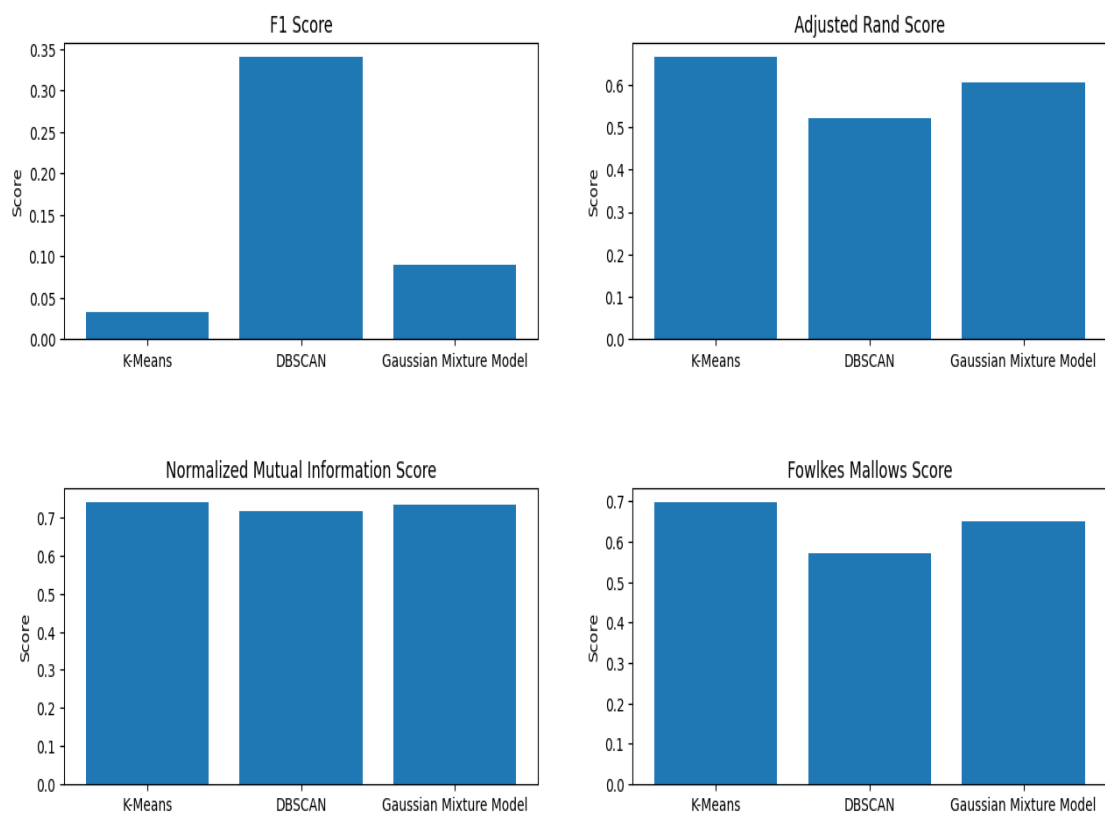 F1 Score
0.35
0.30
0.25
0.20
0.15
0.10
0.05
0.00
Score
K-Means DBSCAN Gaussian Mixture Model
Adjusted Rand Score
0.6
0.5
0.4
0.3
0.2
0.1
0.0
Score
K-Means DBSCAN Gaussian Mixture Model
Normalized Mutual Information Score
0.7
0.6
0.5
0.4
0.3
0.2
0.1
0.0
Score
K-Means DBSCAN Gaussian Mixture Model
Fowlkes Mallows Score
0.7
0.6
0.5
0.4
0.3
0.2
0.1
0.0
Score
K-Means DBSCAN Gaussian Mixture Model